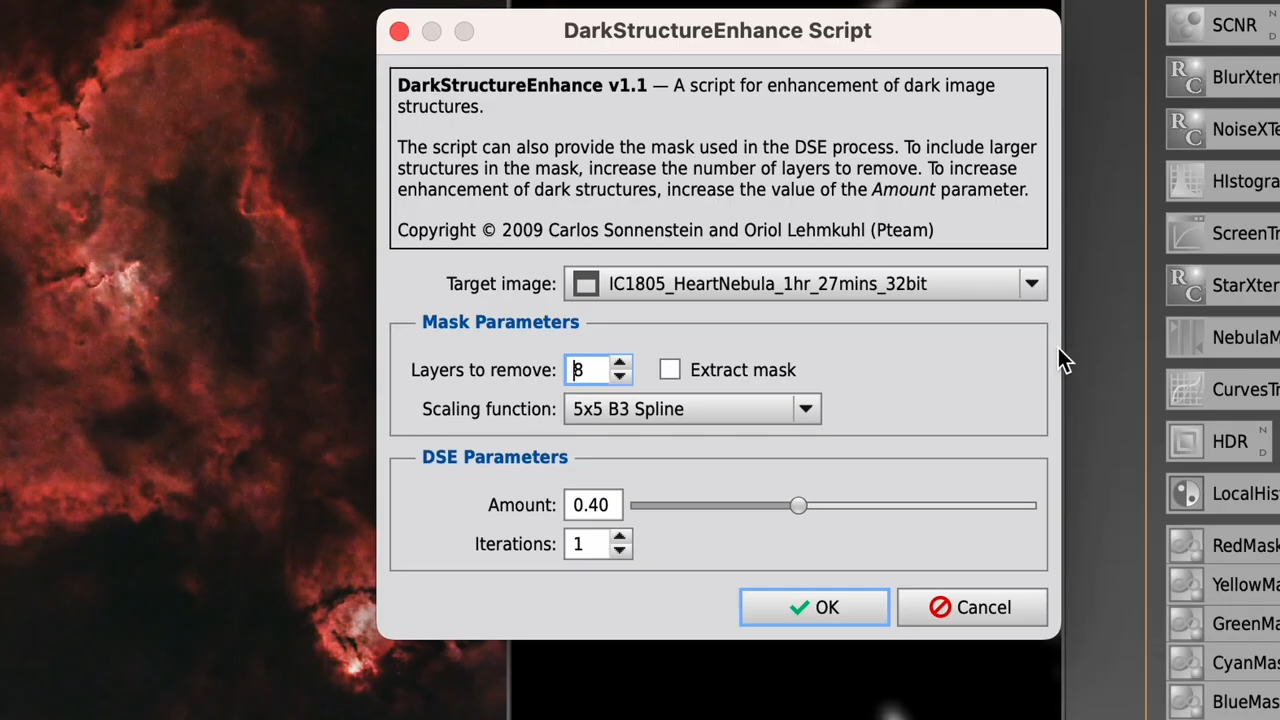 DarkStructureEnhance Script
DarkStructureEnhance v1.1 — A script for enhancement of dark image
structures.
The script can also provide the mask used in the DSE process. To include larger
structures in the mask, increase the number of layers to remove. To increase
enhancement of dark structures, increase the value of the Amount parameter.
Copyright © 2009 Carlos Sonnenstein and Oriol Lehmkuhl (Pteam)
Target image: IC1805_HeartNebula_1hr_27mins_32bit
Mask Parameters
Layers to remove: 8 Extract mask
Scaling function: 5x5 B3 Spline
DSE Parameters
Amount: 0.40
Iterations: 1
OK Cancel
SCNR N D
RC BlurXter
RC NoiseXTe
HIstogra
ScreenTr
RC StarXter
NebulaM
CurvesTr
HDR N D
LocalHis
RedMask
YellowMa
GreenMa
CyanMas
BlueMas